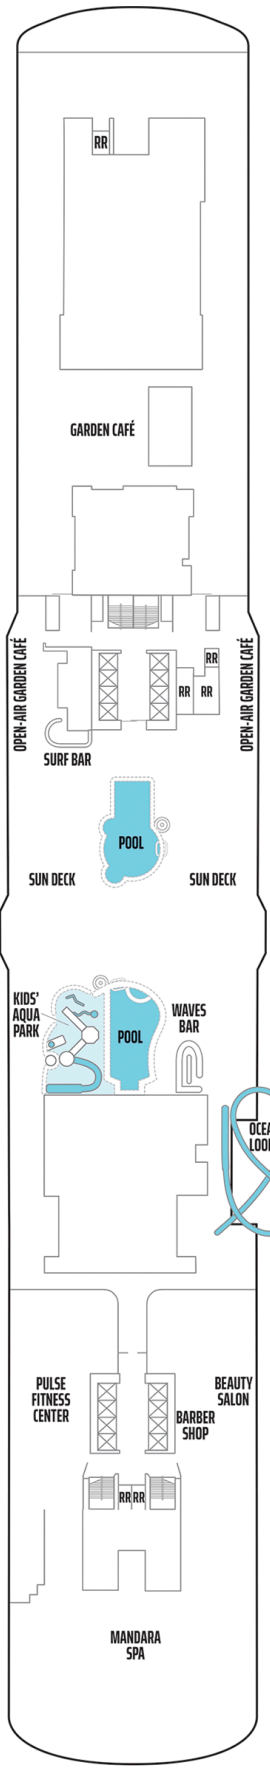 RR
GARDEN CAFÉ
OPEN-AIR GARDEN CAFÉ
OPEN-AIR GARDEN CAFÉ
RR
RR RR
SURF BAR
POOL
SUN DECK
SUN DECK
KIDS'
AQUA
PARK
WAVES
BAR
POOL
PULSE
FITNESS
CENTER
BEAUTY
SALON
BARBER
SHOP
RR RR
MANDARA
SPA